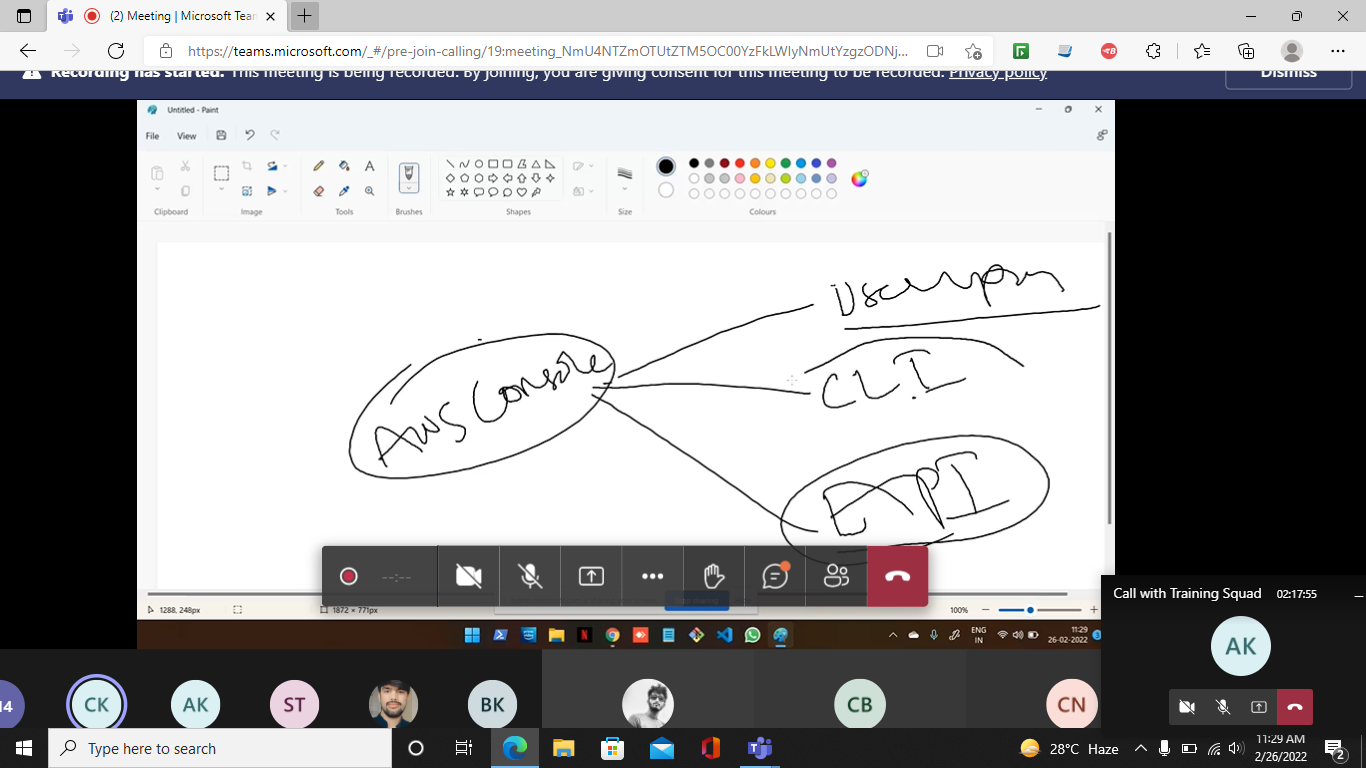 (2) Meeting | Microsoft Tea
https://teams.microsoft.com/_#/pre-join-calling/19:meeting_NmU4NTZmOTUtZTM5OC00YzFkLWIyNmUtYzgzODNj...
Recording has started. This meeting is being recorded. By joining, you are giving consent for this meeting to be recorded. Privacy policy
Dismiss
Untitled - Paint
File View
Clipboard Image Tools Brushes Shapes Size Colours
AWS Console
CLI
--:--
1288, 248px
1872 × 771px
100%
Call with Training Squad 02:17:55
AK
ENG
IN
11:29
26-02-2022
14
CK
AK
ST
BK
CB
CN
Type here to search
28°C Haze
11:29 AM
2/26/2022
2